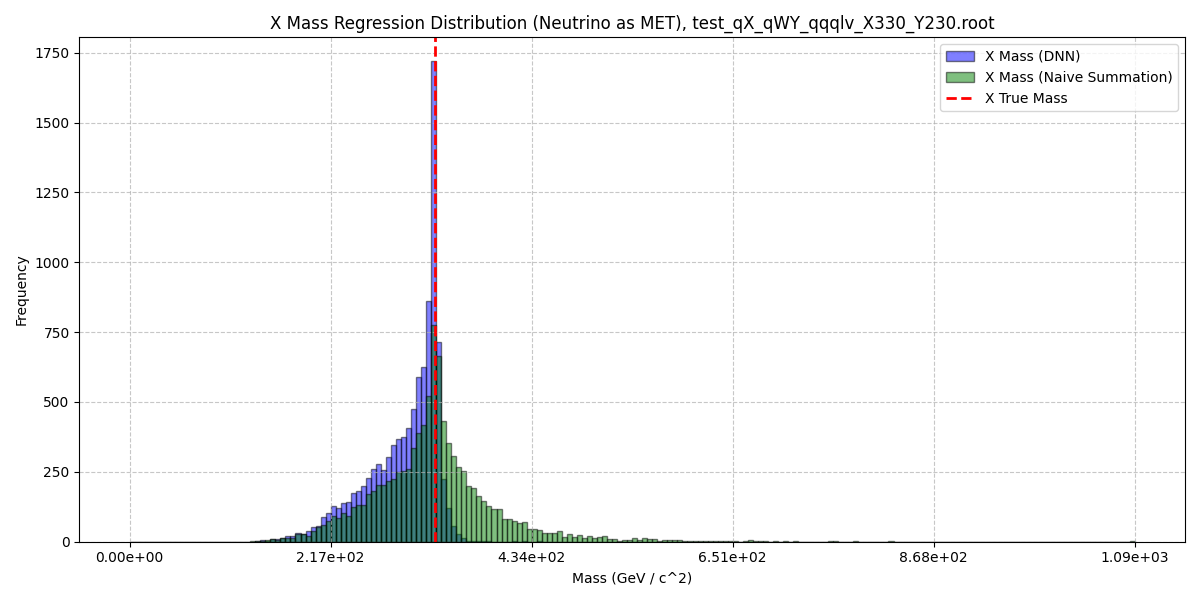 X Mass Regression Distribution (Neutrino as MET), test_qX_qWY_qqqlv_X330_Y230.root
Frequency
1750
1500
1250
1000
750
500
250
0
X Mass (DNN)
X Mass (Naive Summation)
X True Mass
0.00e+00 2.17e+02 4.34e+02 6.51e+02 8.68e+02 1.09e+03
Mass (GeV / c^2)